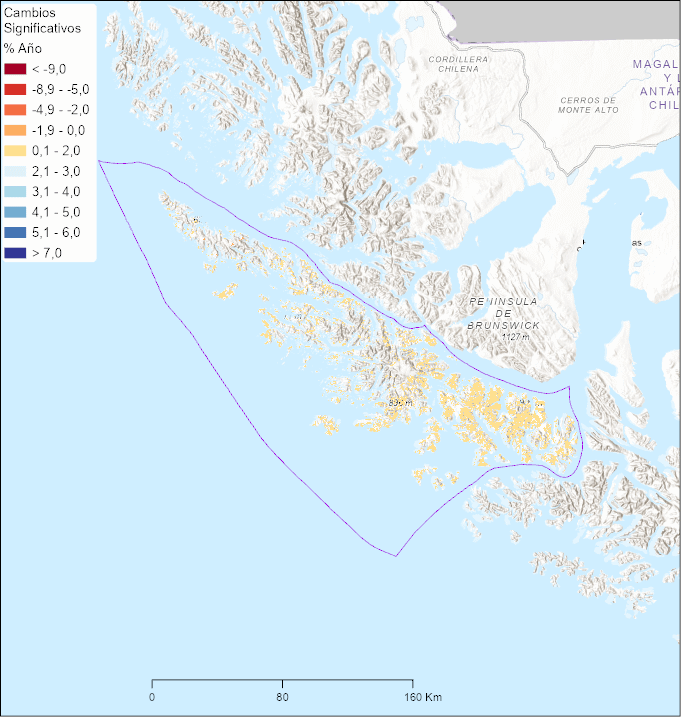 Cambios
Significativos
% Año
< -9,0
-8,9 - -5,0
-4,9 - -2,0
-1,9 - 0,0
0,1 - 2,0
2,1 - 3,0
3,1 - 4,0
4,1 - 5,0
5,1 - 6,0
> 7,0
CORDILLERA
CHILENA
MAGAL
Y L
ANTÁR
CHIL
CERROS DE
MONTE ALTO
as
PENINSULA
DE
BRUNSWICK
1127 m
0
80
160 Km